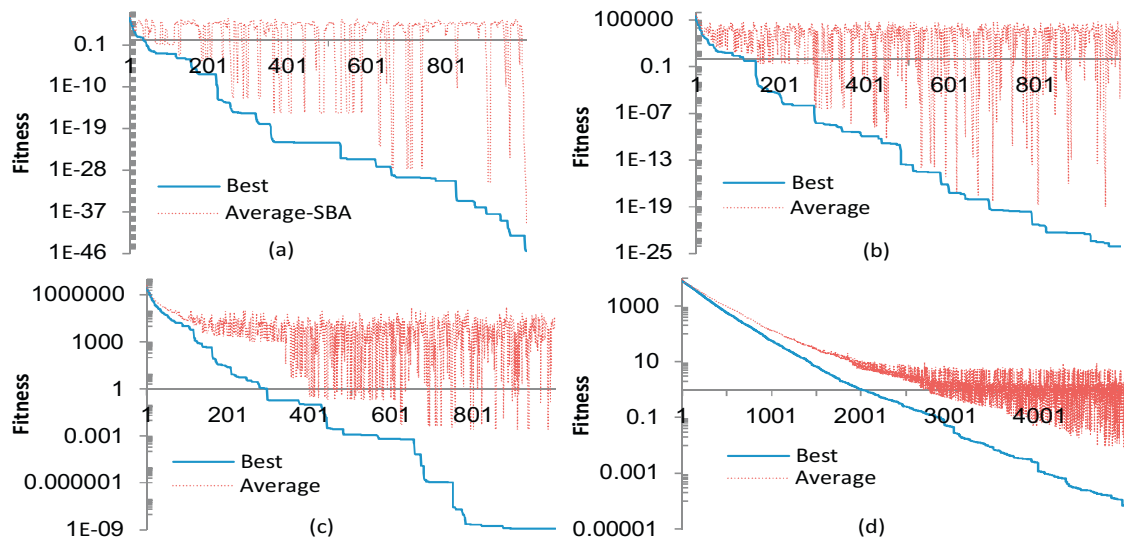 0.1
1E-10
1E-19
1E-28
1E-37
1E-46
Fitness
1 201 401 601 801
Best
Average-SBA
(a)
100000
0.1
1E-07
1E-13
1E-19
1E-25
Fitness
1 201 401 601 801
Best
Average
(b)
1000000
1000
1
0.001
0.000001
1E-09
Fitness
1 201 401 601 801
Best
Average
(c)
1000
10
0.1
0.001
0.00001
Fitness
1 1001 2001 3001 4001
Best
Average
(d)